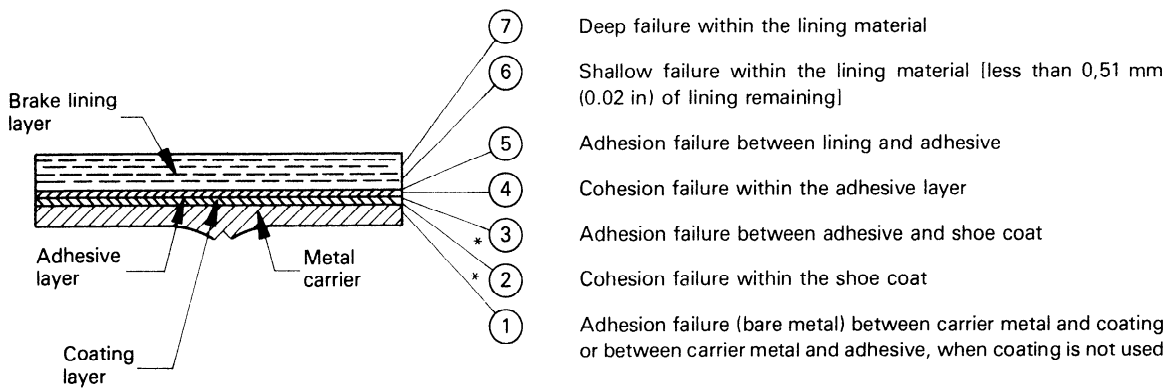 Brake lining
layer
Adhesive
layer
Metal
carrier
Coating
layer
7 Deep failure within the lining material
6 Shallow failure within the lining material [less than 0,51 mm
(0.02 in) of lining remaining]
5 Adhesion failure between lining and adhesive
4 Cohesion failure within the adhesive layer
* 3 Adhesion failure between adhesive and shoe coat
* 2 Cohesion failure within the shoe coat
1 Adhesion failure (bare metal) between carrier metal and coating
or between carrier metal and adhesive, when coating is not used